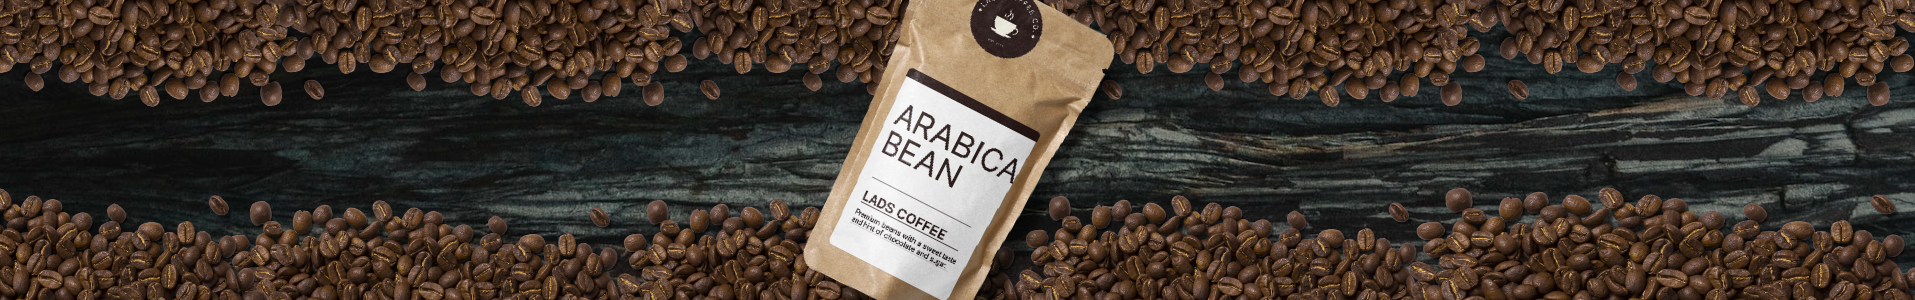 ARABICA
BEAN
LADS COFFEE
Premium beans with a sweet taste
and hint of chocolate and sugar.